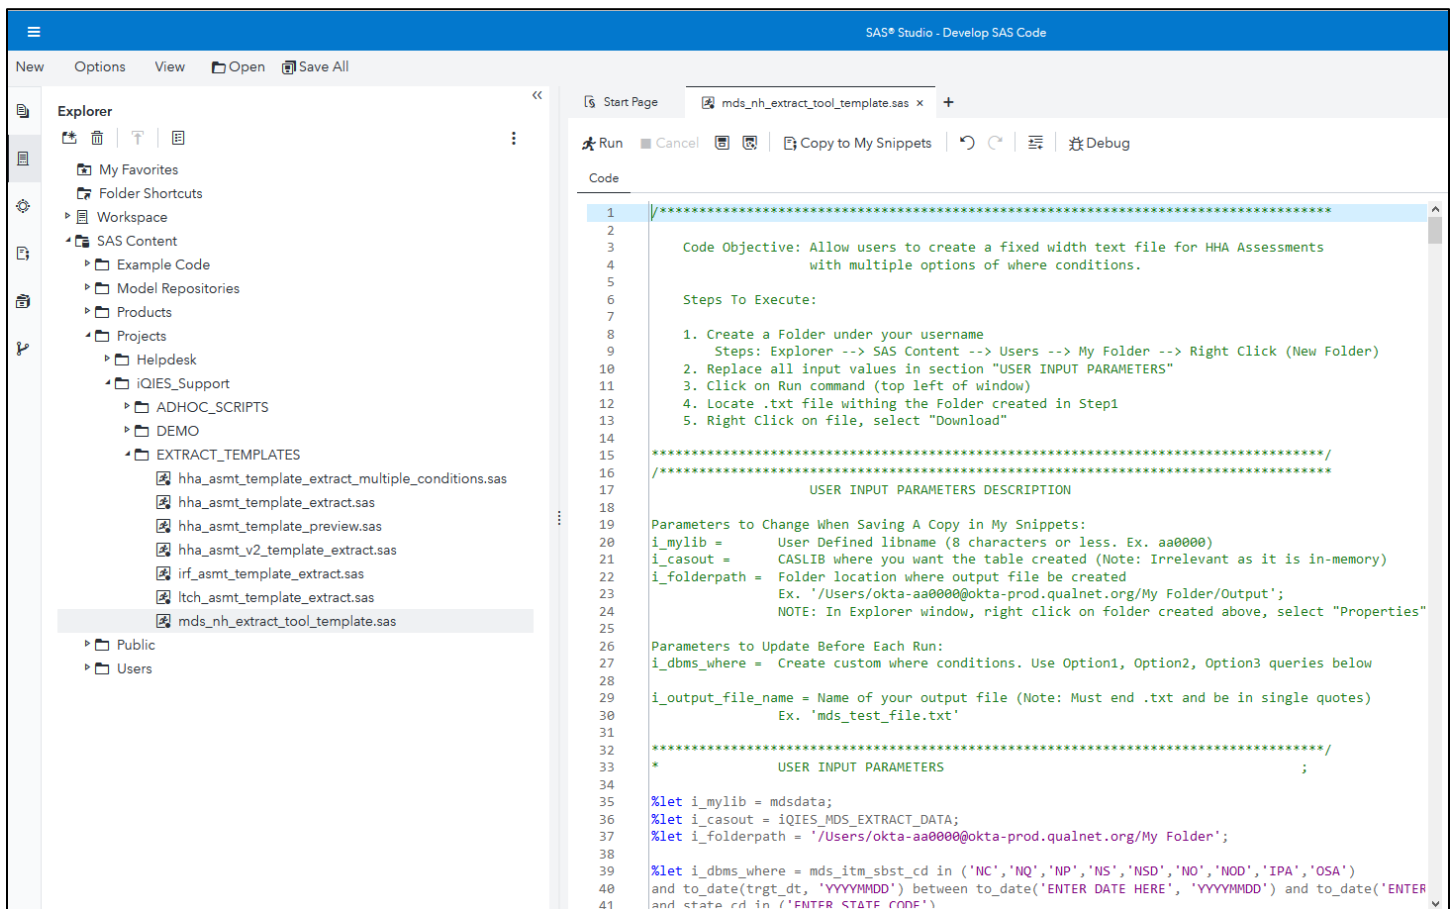 SAS® Studio - Develop SAS Code
New Options View Open Save All
Explorer
My Favorites
Folder Shortcuts
Workspace
SAS Content
Example Code
Model Repositories
Products
Projects
Helpdesk
iQIES_Support
ADHOC_SCRIPTS
DEMO
EXTRACT_TEMPLATES
hha_asmt_template_extract_multiple_conditions.sas
hha_asmt_template_extract.sas
hha_asmt_template_preview.sas
hha_asmt_v2_template_extract.sas
irf_asmt_template_extract.sas
ltch_asmt_template_extract.sas
mds_nh_extract_tool_template.sas
Public
Users
Start Page mds_nh_extract_tool_template.sas × +
Run Cancel Copy to My Snippets Debug
Code
1 /*************************************************************************************
2
3 Code Objective: Allow users to create a fixed width text file for HHA Assessments
4 with multiple options of where conditions.
5
6 Steps To Execute:
7
8 1. Create a Folder under your username
9 Steps: Explorer --> SAS Content --> Users --> My Folder --> Right Click (New Folder)
10 2. Replace all input values in section "USER INPUT PARAMETERS"
11 3. Click on Run command (top left of window)
12 4. Locate .txt file withing the Folder created in Step1
13 5. Right Click on file, select "Download"
14
15 *************************************************************************************/
16 /*************************************************************************************
17 USER INPUT PARAMETERS DESCRIPTION
18
19 Parameters to Change When Saving A Copy in My Snippets:
20 i_mylib = User Defined libname (8 characters or less. Ex. aa0000)
21 i_casout = CASLIB where you want the table created (Note: Irrelevant as it is in-memory)
22 i_folderpath = Folder location where output file be created
23 Ex. '/Users/okta-aa0000@okta-prod.qualnet.org/My Folder/Output';
24 NOTE: In Explorer window, right click on folder created above, select "Properties"
25
26 Parameters to Update Before Each Run:
27 i_dbms_where = Create custom where conditions. Use Option1, Option2, Option3 queries below
28
29 i_output_file_name = Name of your output file (Note: Must end .txt and be in single quotes)
30 Ex. 'mds_test_file.txt'
31
32 *************************************************************************************/
33 * USER INPUT PARAMETERS ;
34
35 %let i_mylib = mdsdata;
36 %let i_casout = iQIES_MDS_EXTRACT_DATA;
37 %let i_folderpath = '/Users/okta-aa0000@okta-prod.qualnet.org/My Folder';
38
39 %let i_dbms_where = mds_itm_sbst_cd in ('NC','NQ','NP','NS','NSD','NO','NOD','IPA','OSA')
40 and to_date(trgt_dt, 'YYYYMMDD') between to_date('ENTER DATE HERE', 'YYYYMMDD') and to_date('ENTER
41 and state_cd in ('ENTER STATE CODE')